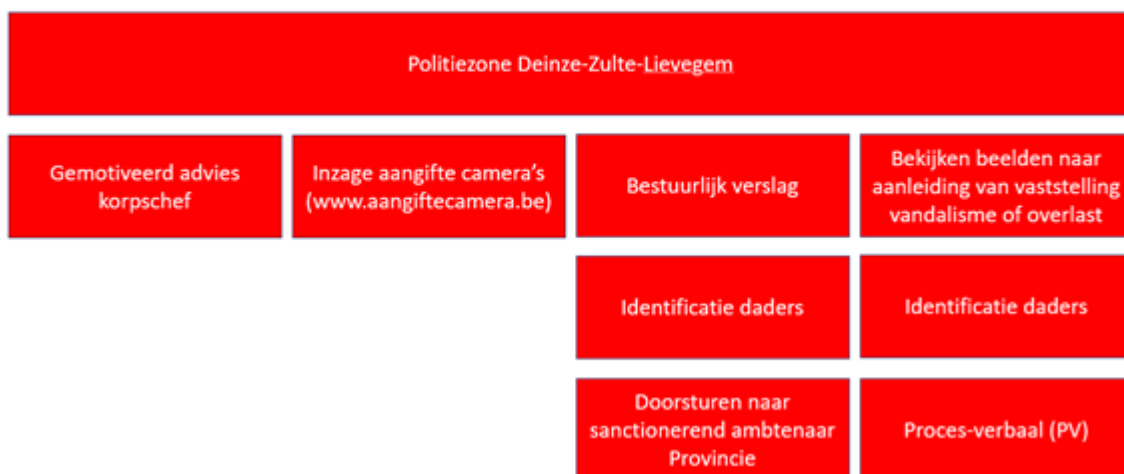 Politiezone Deinze-Zulte-Lievegem
Gemotiveerd advies
korpschef
Inzage aangifte camera's
(www.aangiftecamera.be)
Bestuurlijk verslag
Bekijken beelden naar
aanleiding van vaststelling
vandalisme of overlast
Identificatie daders
Identificatie daders
Doorsturen naar
sanctionerend ambtenaar
Provincie
Proces-verbaal (PV)